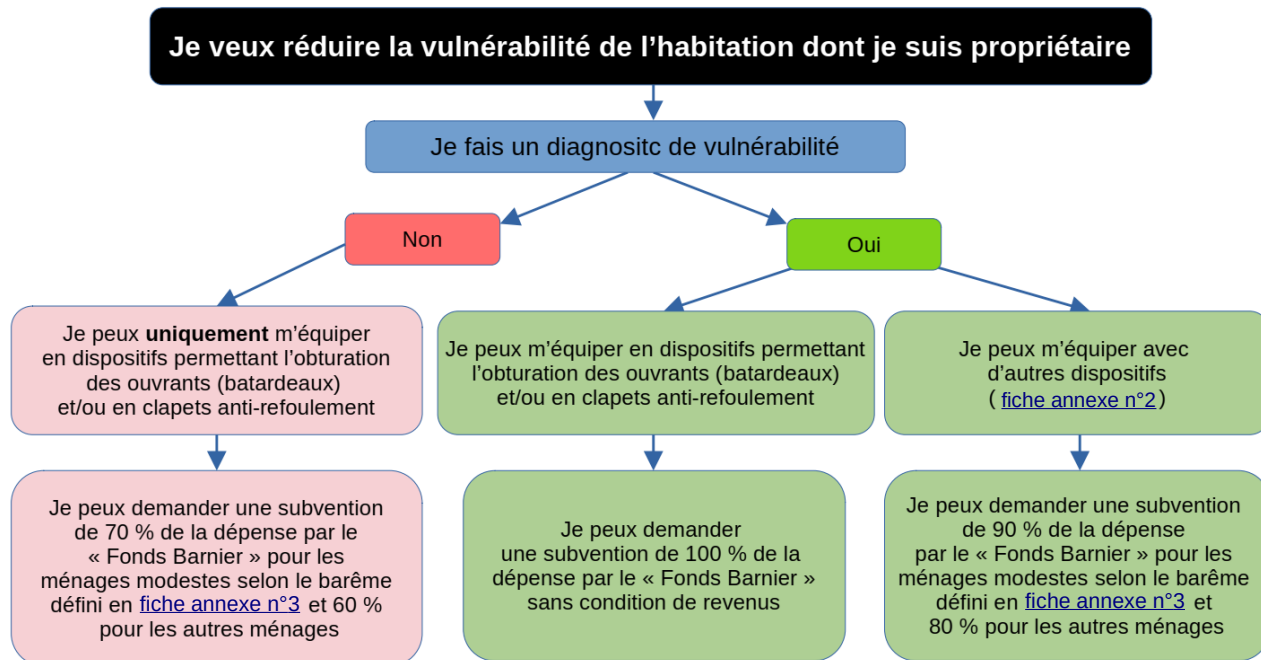 Je veux réduire la vulnérabilité de l’habitation dont je suis propriétaire
Je fais un diagnositc de vulnérabilité
Non
Oui
Je peux uniquement m’équiper
en dispositifs permettant l’obturation
des ouvrants (batardeaux)
et/ou en clapets anti-refoulement
Je peux m’équiper en dispositifs permettant
l’obturation des ouvrants (batardeaux)
et/ou en clapets anti-refoulement
Je peux m’équiper avec
d’autres dispositifs
( fiche annexe n°2)
Je peux demander une subvention
de 70 % de la dépense par le
« Fonds Barnier » pour les
ménages modestes selon le barême
défini en fiche annexe n°3 et 60 %
pour les autres ménages
Je peux demander
une subvention de 100 % de la
dépense par le « Fonds Barnier »
sans condition de revenus
Je peux demander une subvention
de 90 % de la dépense
par le « Fonds Barnier » pour les
ménages modestes selon le barême
défini en fiche annexe n°3 et
80 % pour les autres ménages